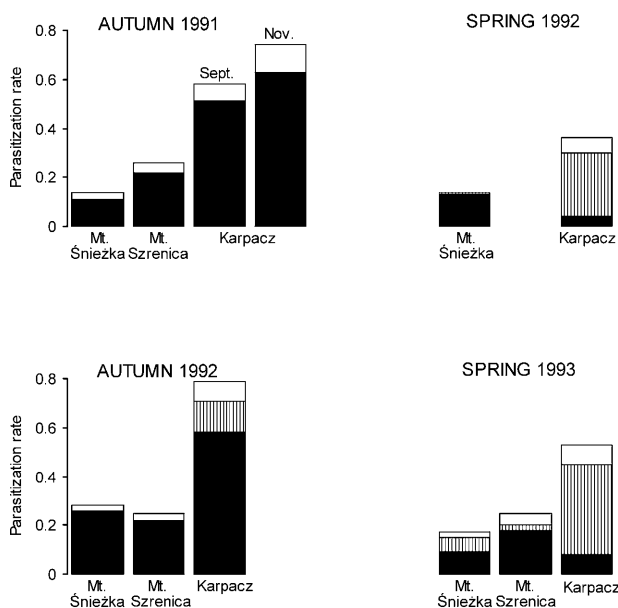 AUTUMN 1991
SPRING 1992
Parasitization rate
0.8
0.6
0.4
0.2
0
Sept.
Nov.
Mt.
Śnieżka
Mt.
Szrenica
Karpacz
Mt.
Śnieżka
Karpacz
AUTUMN 1992
SPRING 1993
Parasitization rate
0.8
0.6
0.4
0.2
0
Mt.
Śnieżka
Mt.
Szrenica
Karpacz
Mt.
Śnieżka
Mt.
Szrenica
Karpacz